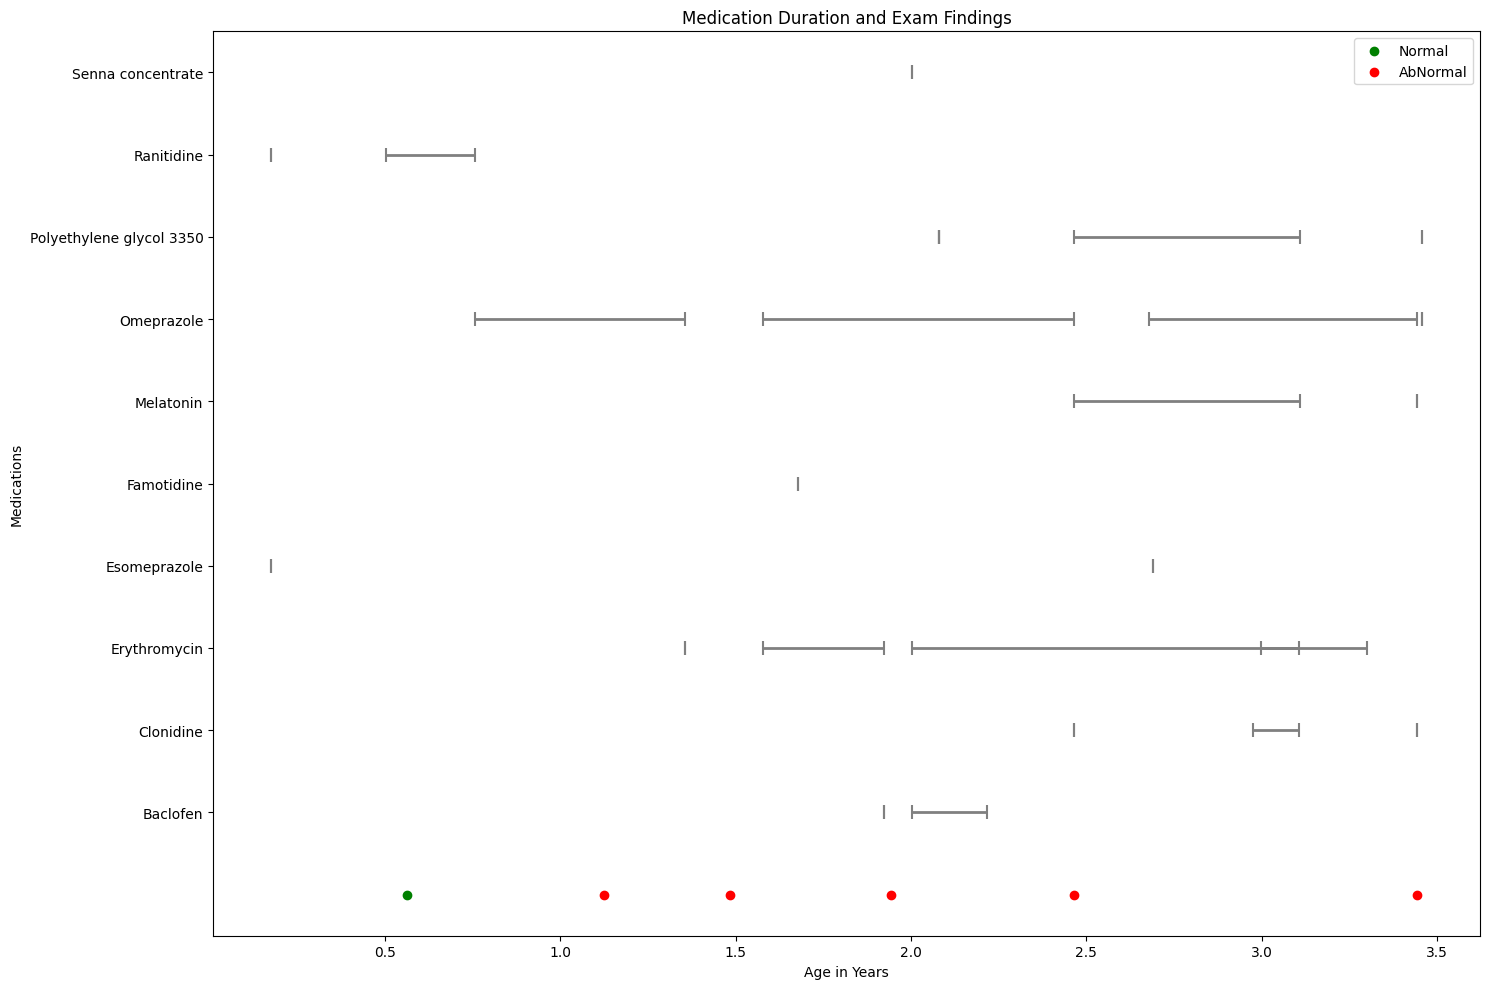 Medication Duration and Exam Findings
Normal
AbNormal
Senna concentrate
Ranitidine
Polyethylene glycol 3350
Omeprazole
Melatonin
Famotidine
Esomeprazole
Erythromycin
Clonidine
Baclofen
Medications
0.5 1.0 1.5 2.0 2.5 3.0 3.5
Age in Years